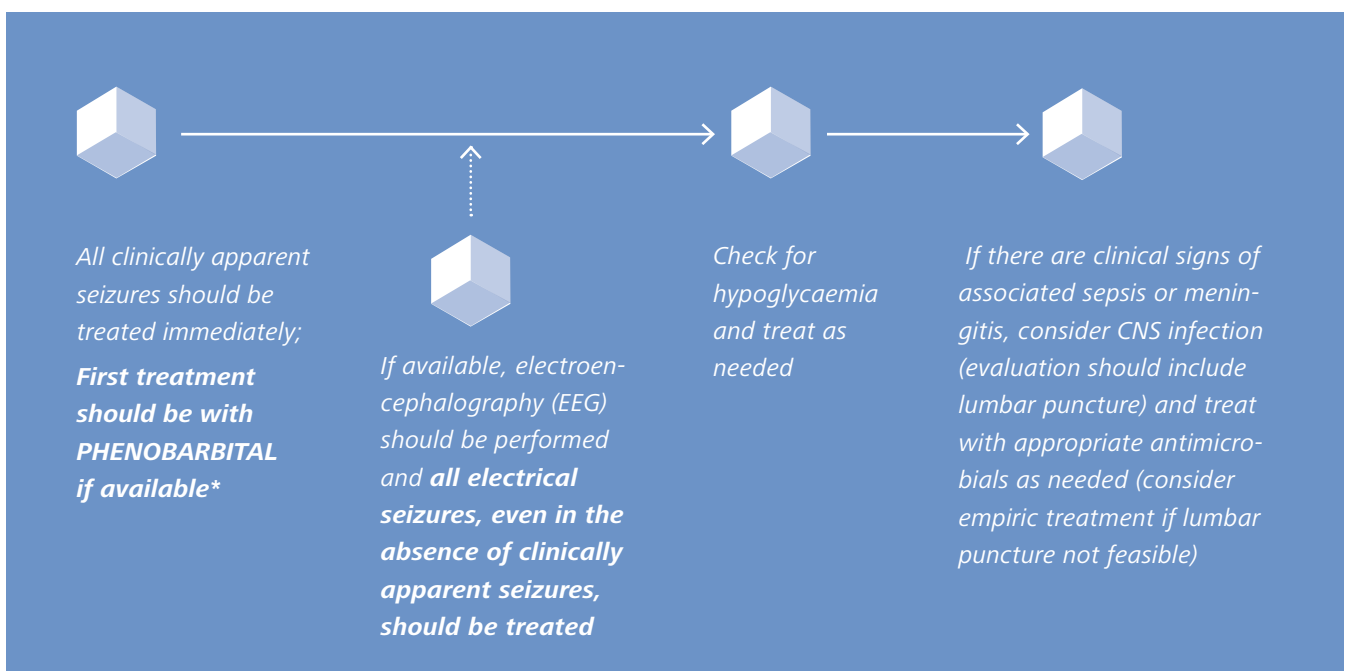 All clinically apparent
seizures should be
treated immediately;
First treatment
should be with
PHENOBARBITAL
if available*
If available, electroen-
cephalography (EEG)
should be performed
and all electrical
seizures, even in the
absence of clinically
apparent seizures,
should be treated
Check for
hypoglycaemia
and treat as
needed
If there are clinical signs of
associated sepsis or menin-
gitis, consider CNS infection
(evaluation should include
lumbar puncture) and treat
with appropriate antimicro-
bials as needed (consider
empiric treatment if lumbar
puncture not feasible)